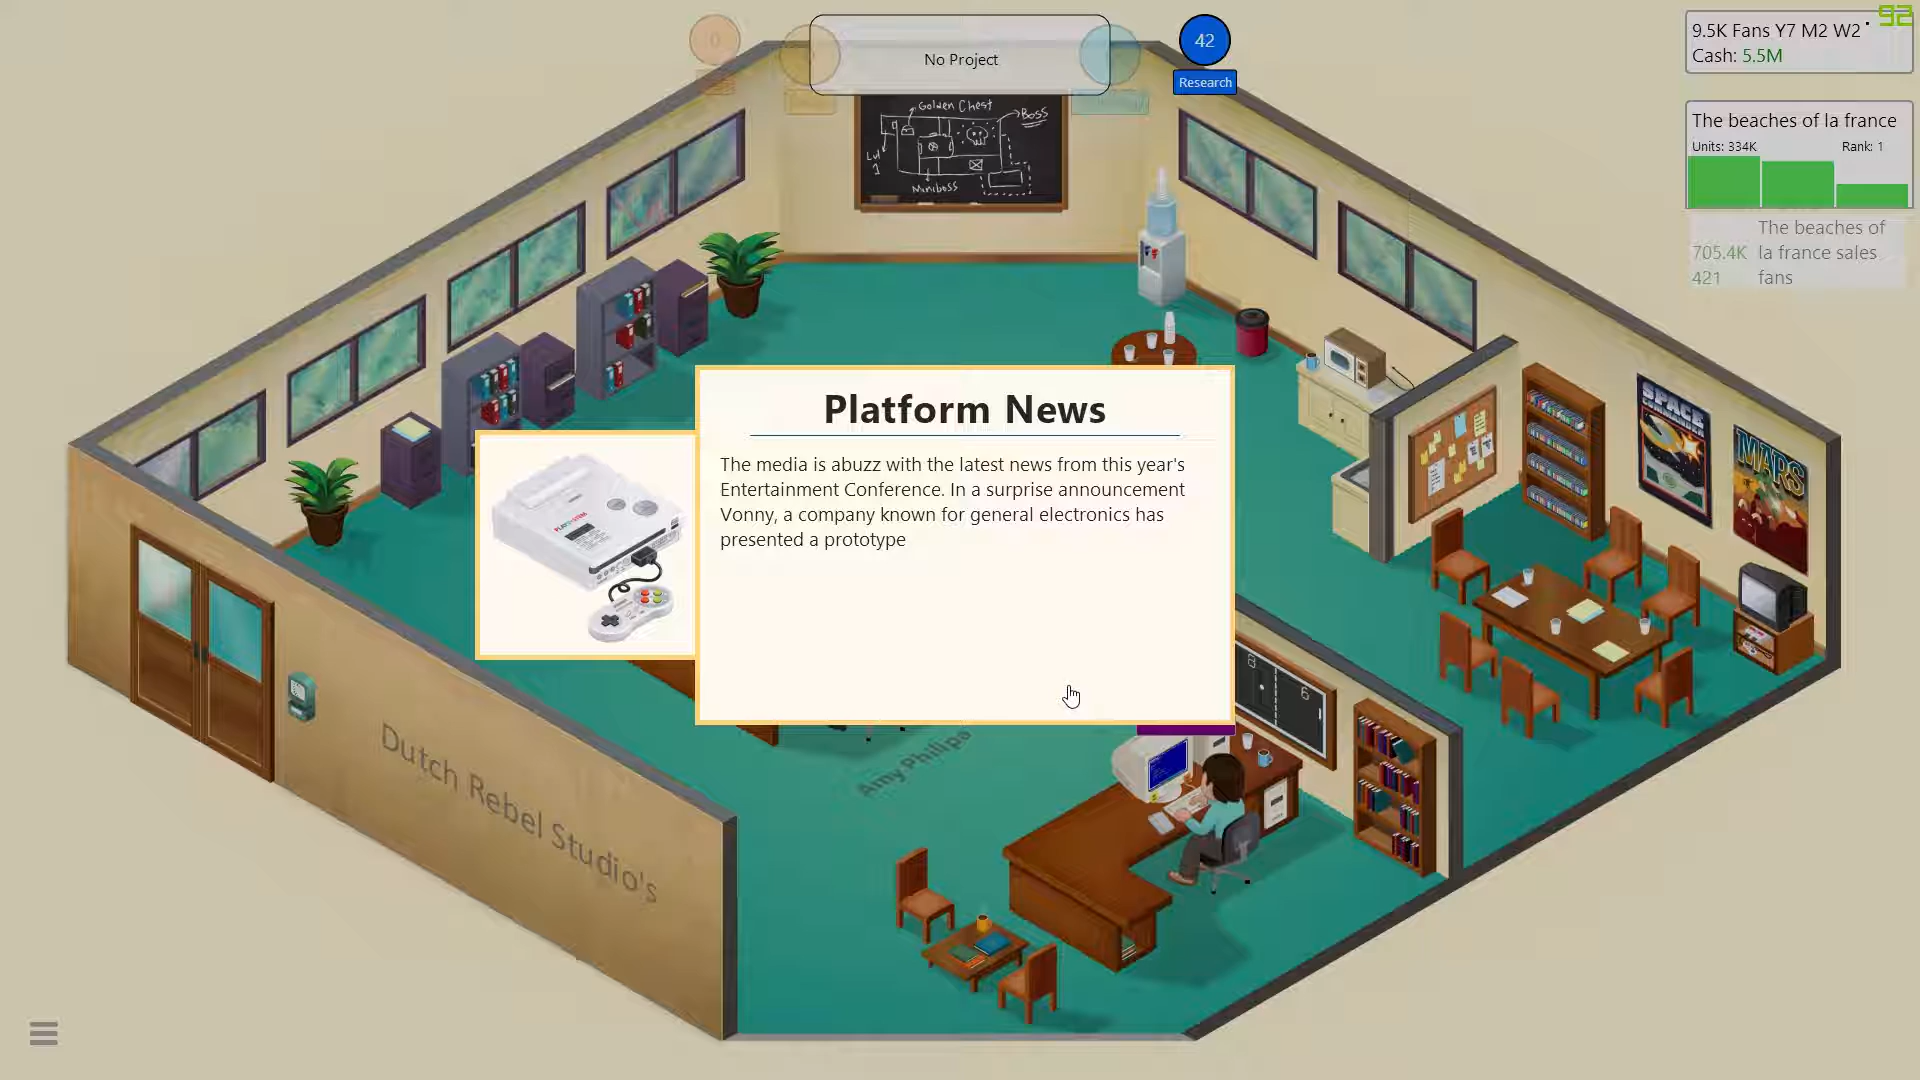 92
9.5K Fans Y7 M2 W2
Cash: 5.5M
0
No Project
42
Research
Golden Chest
Boss
Lvl
1
Miniboss
The beaches of la france
Units: 334K
Rank: 1
The beaches of
705.4K la france sales
421 fans
Platform News
The media is abuzz with the latest news from this year's
Entertainment Conference. In a surprise announcement
Vonny, a company known for general electronics has
presented a prototype
SPACE
MARS
6
Amy Phillips
Dutch Rebel Studio's